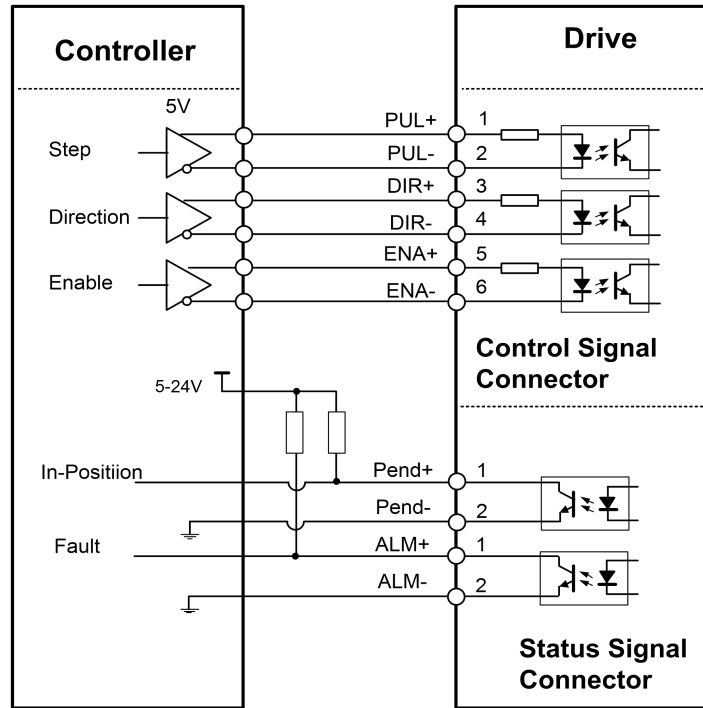 Controller
Drive
5V
Step
PUL+
1
PUL-
2
Direction
DIR+
3
DIR-
4
Enable
ENA+
5
ENA-
6
Control Signal
Connector
5-24V
In-Positiion
Pend+
1
Pend-
2
Fault
ALM+
1
ALM-
2
Status Signal
Connector